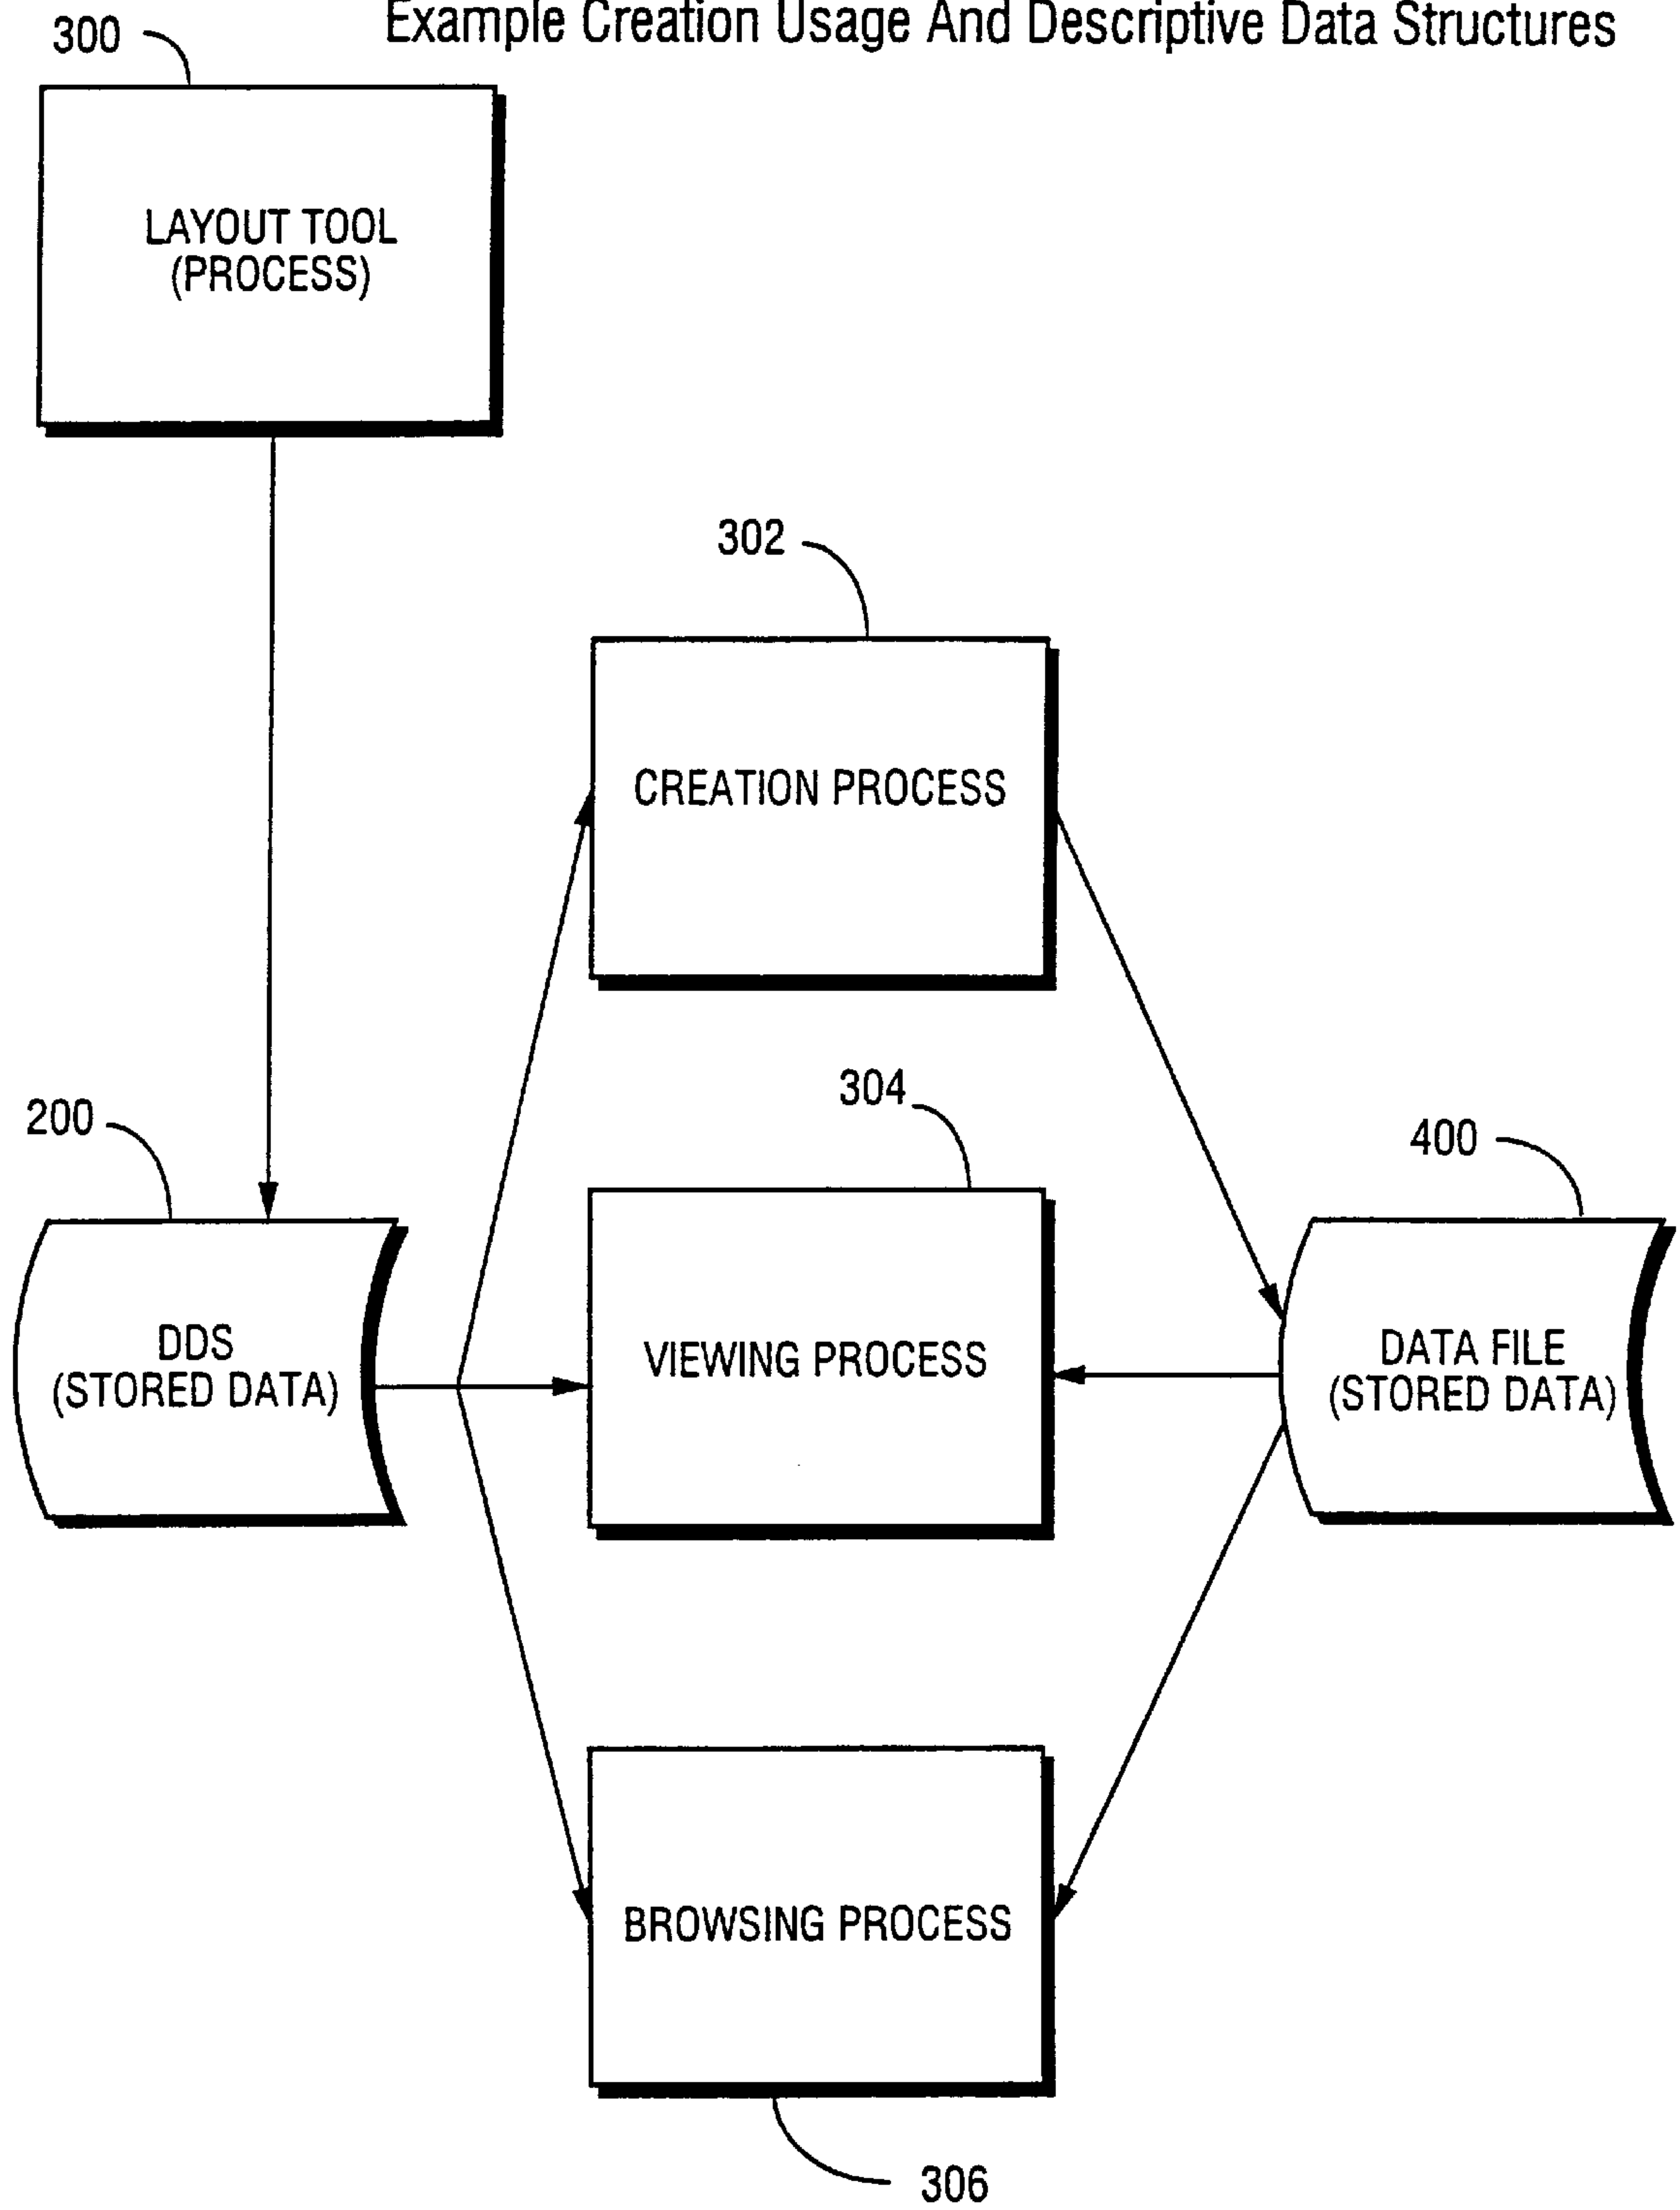 Example Creation Usage And Descriptive Data Structures
300
LAYOUT TOOL
(PROCESS)
302
CREATION PROCESS
304
200
400
DDS
(STORED DATA)
VIEWING PROCESS
DATA FILE
(STORED DATA)
BROWSING PROCESS
306